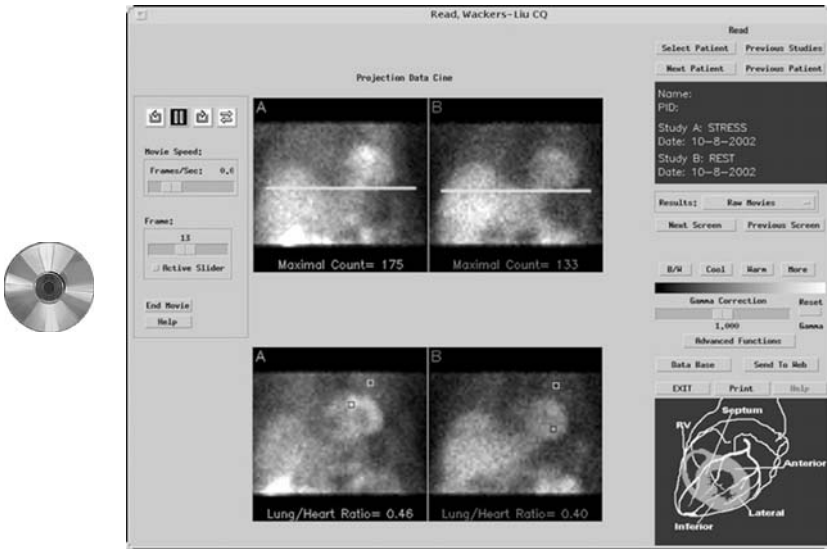 Read, Wackers-Liu CQ
Read
Select Patient Previous Studies
Next Patient Previous Patient
Projection Data Cine
Name:
PID:
Study A: STRESS
Date: 10-8-2002
Study B: REST
Date: 10-8-2002
Movie Speed:
Frames/Sec: 0.6
Frame:
13
Active Slider
End Movie
Help
A
B
Maximal Count= 175
Maximal Count= 133
Results: Raw Movies
Next Screen Previous Screen
B/W Cool Warm More
Gamma Correction Reset
1.000 Gamma
Advanced Functions
Data Base Send To Web
EXIT Print Help
A
B
Lung/Heart Ratio= 0.46
Lung/Heart Ratio= 0.40
Septum
RV
Anterior
Lateral
Inferior